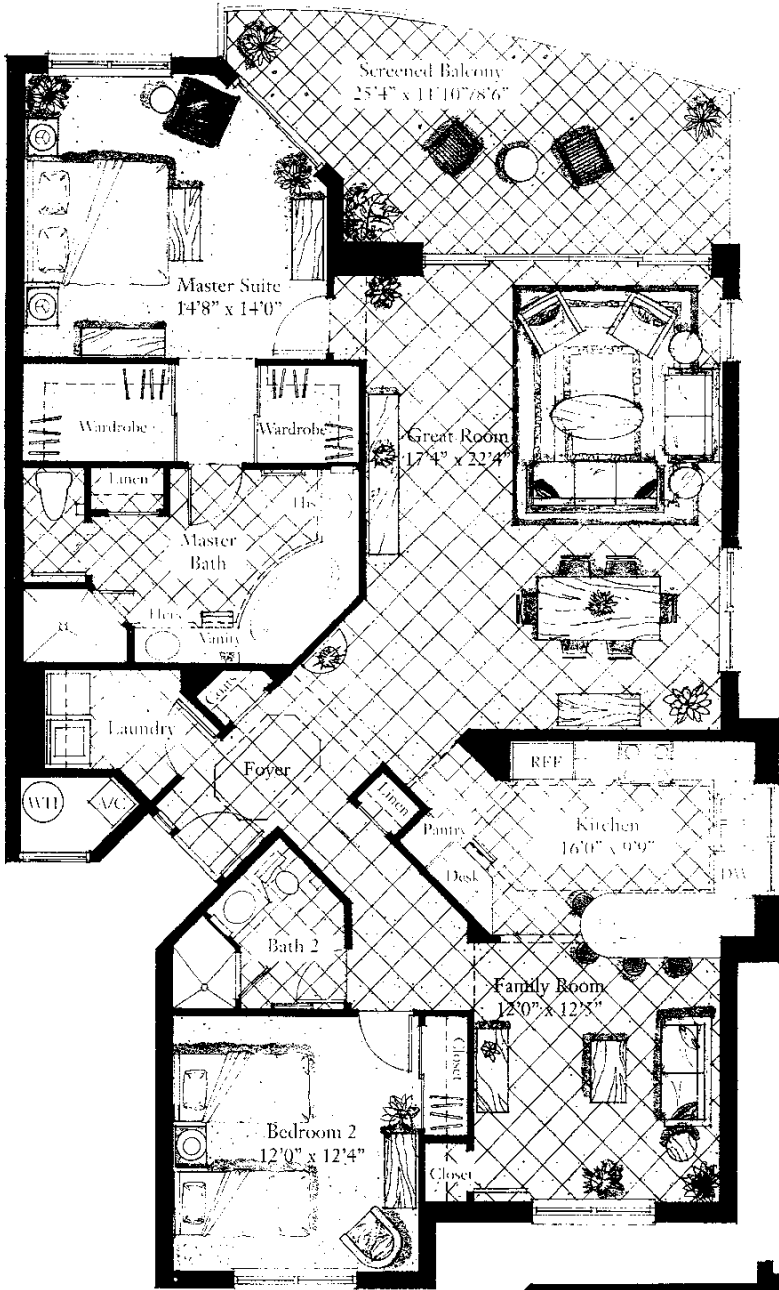 Screened Balcony
25'4" x 11'10"/8'6"
Master Suite
14'8" x 14'0"
Wardrobe
Wardrobe
Great Room
17'4" x 22'4"
Linen
His
Master
Bath
Hers
Vanity
Coats
Laundry
Foyer
WH
A/C
REF
Linen
Pantry
Kitchen
16'0" x 9'9"
Desk
DW
Bath 2
Family Room
12'0" x 12'5"
Closet
Bedroom 2
12'0" x 12'4"
Closet